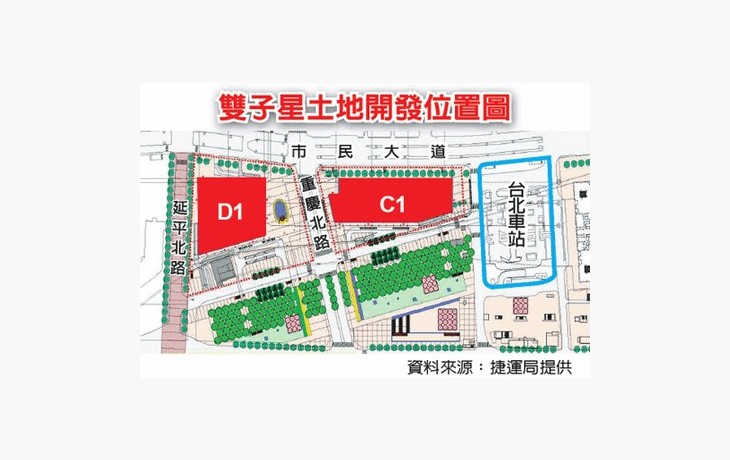 雙子星土地開發位置圖
市民大道
延平北路
D1
重慶北路
C1
台北車站
資料來源：捷運局提供